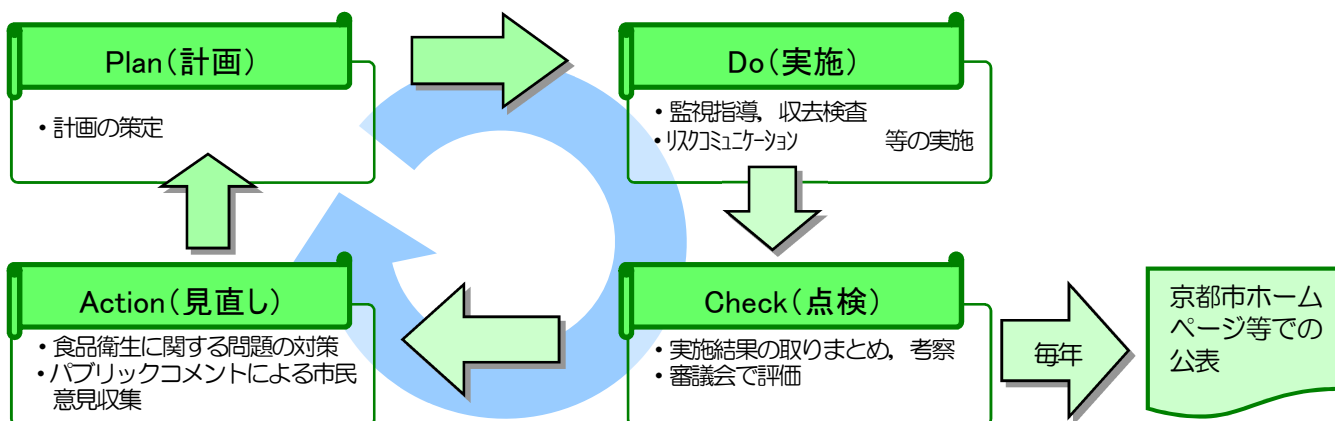 Plan（計画）
・計画の策定
Do（実施）
・監視指導，収去検査
・ﾘｽｸｺﾐｭﾆｹｰｼｮﾝ　　　　等の実施
Action（見直し）
・食品衛生に関する問題の対策
・パブリックコメントによる市民
意見収集
Check（点検）
・実施結果の取りまとめ，考察
・審議会で評価
毎年
京都市ホーム
ページ等での
公表